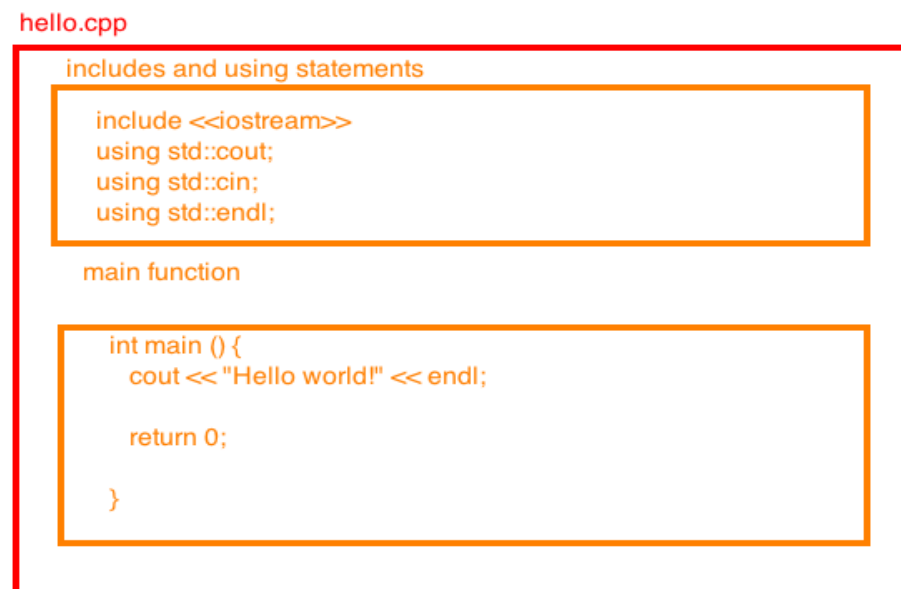 hello.cpp
includes and using statements
include <<iostream>>
using std::cout;
using std::cin;
using std::endl;
main function
int main () {
cout << "Hello world!" << endl;
return 0;
}